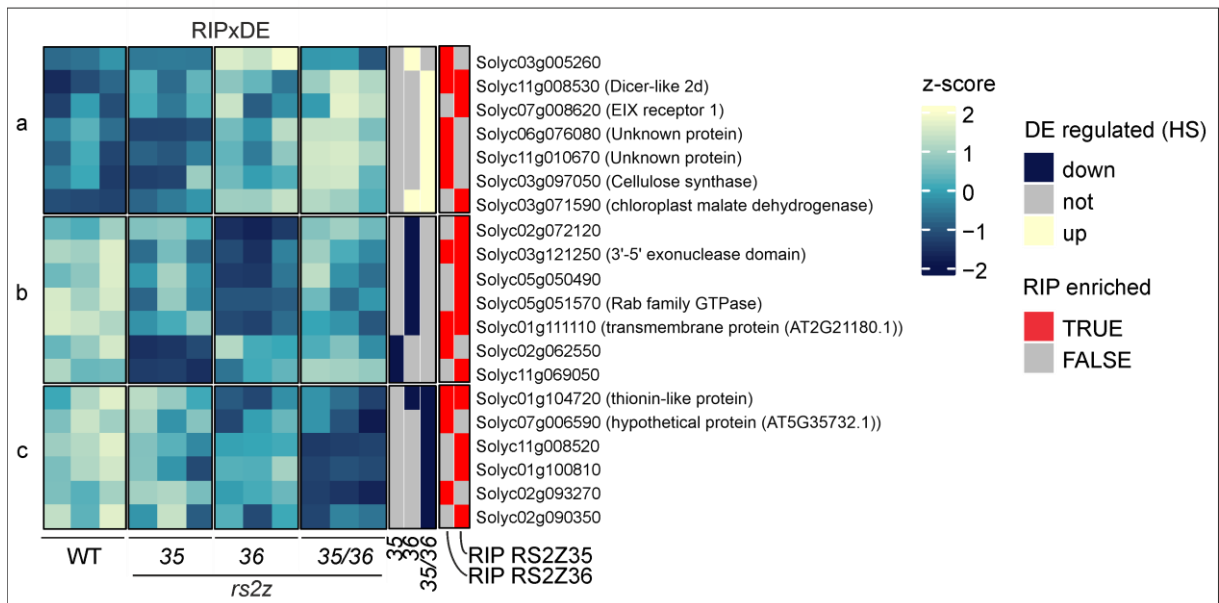 RIPxDE
a
b
c
Solyc03g005260
Solyc11g008530 (Dicer-like 2d)
Solyc07g008620 (EIX receptor 1)
Solyc06g076080 (Unknown protein)
Solyc11g010670 (Unknown protein)
Solyc03g097050 (Cellulose synthase)
Solyc03g071590 (chloroplast malate dehydrogenase)
Solyc02g072120
Solyc03g121250 (3'-5' exonuclease domain)
Solyc05g050490
Solyc05g051570 (Rab family GTPase)
Solyc01g111110 (transmembrane protein (AT2G21180.1))
Solyc02g062550
Solyc11g069050
Solyc01g104720 (thionin-like protein)
Solyc07g006590 (hypothetical protein (AT5G35732.1))
Solyc11g008520
Solyc01g100810
Solyc02g093270
Solyc02g090350
WT
35
36
35/36
rs2z
35
36
35/36
RIP RS2Z35
RIP RS2Z36
z-score
2
1
0
−1
−2
DE regulated (HS)
down
not
up
RIP enriched
TRUE
FALSE